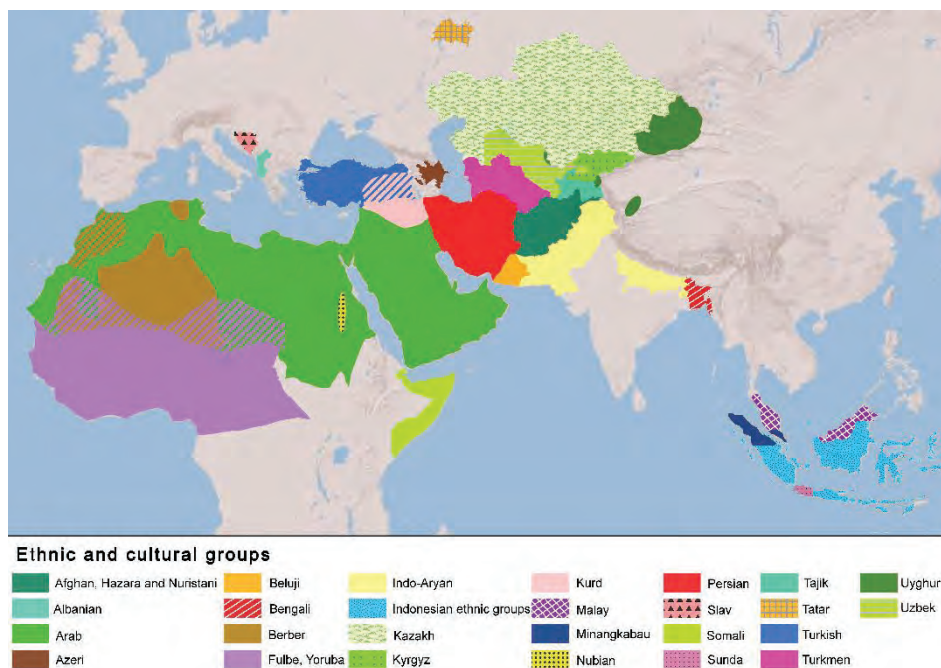 Ethnic and cultural groups
Afghan, Hazara and Nuristani
Albanian
Arab
Azeri
Beluji
Bengali
Berber
Fulbe, Yoruba
Indo-Aryan
Indonesian ethnic groups
Kazakh
Kyrgyz
Kurd
Malay
Minangkabau
Nubian
Persian
Slav
Somali
Sunda
Tajik
Tatar
Turkish
Turkmen
Uyghur
Uzbek